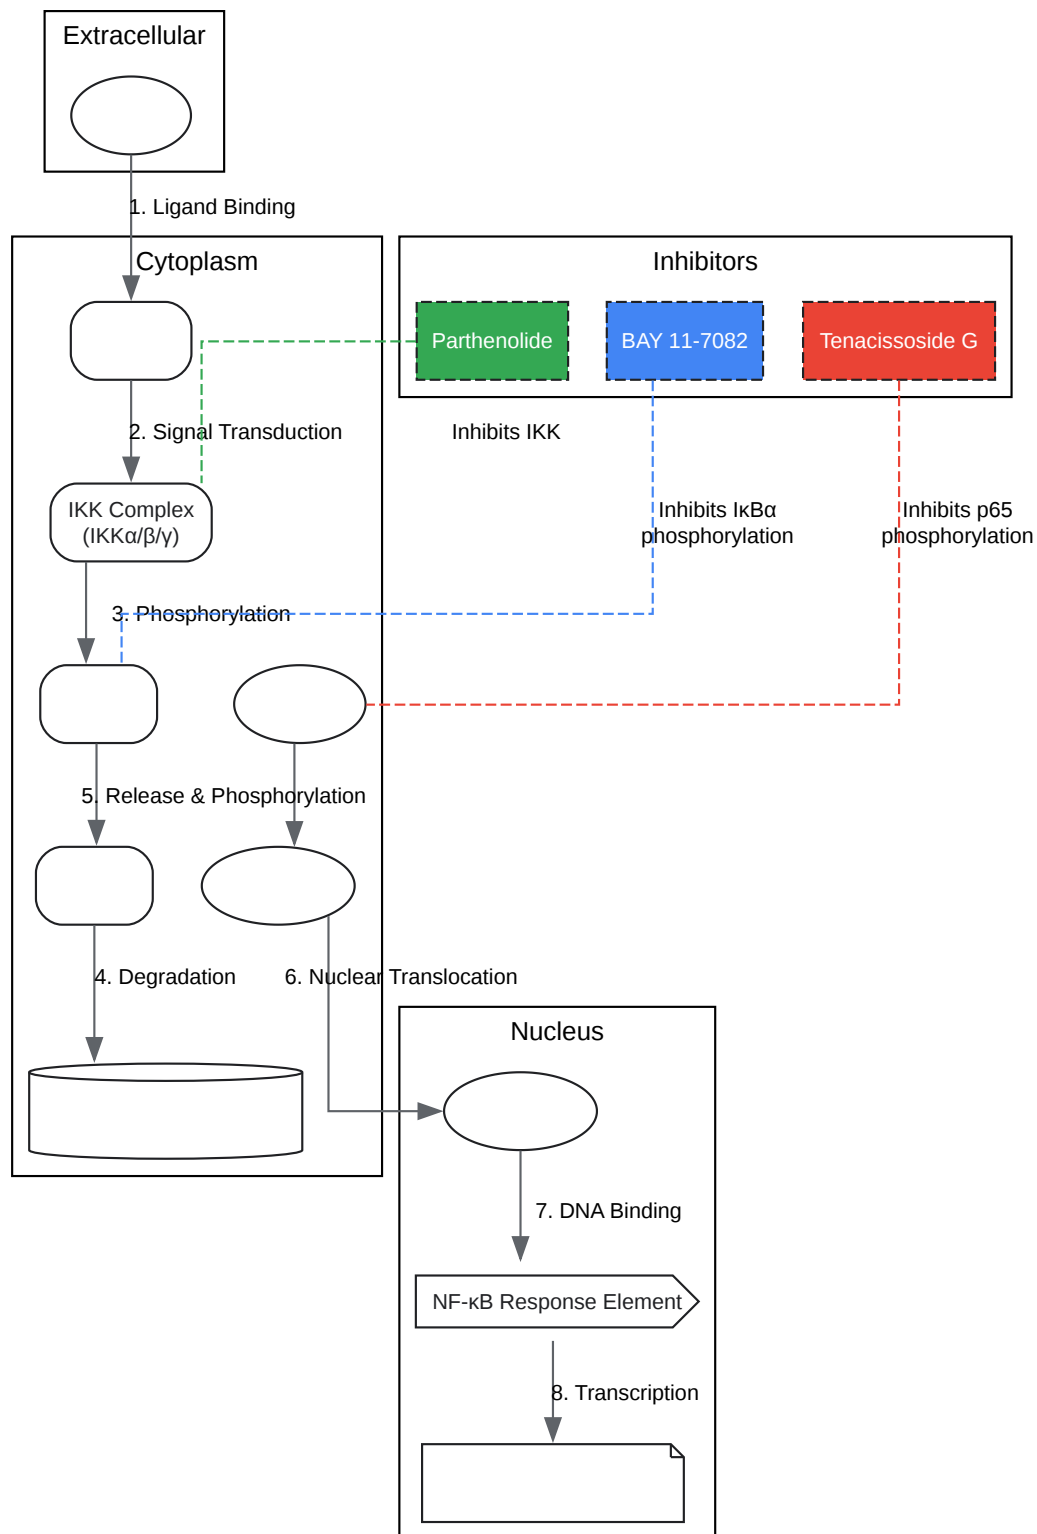 Extracellular
1. Ligand Binding
Cytoplasm
Inhibitors
Parthenolide
BAY 11-7082
Tenacissoside G
2. Signal Transduction
Inhibits IKK
IKK Complex
(IKKα/β/γ)
Inhibits IκBα
phosphorylation
Inhibits p65
phosphorylation
3. Phosphorylation
5. Release & Phosphorylation
4. Degradation
6. Nuclear Translocation
Nucleus
7. DNA Binding
NF-κB Response Element
8. Transcription